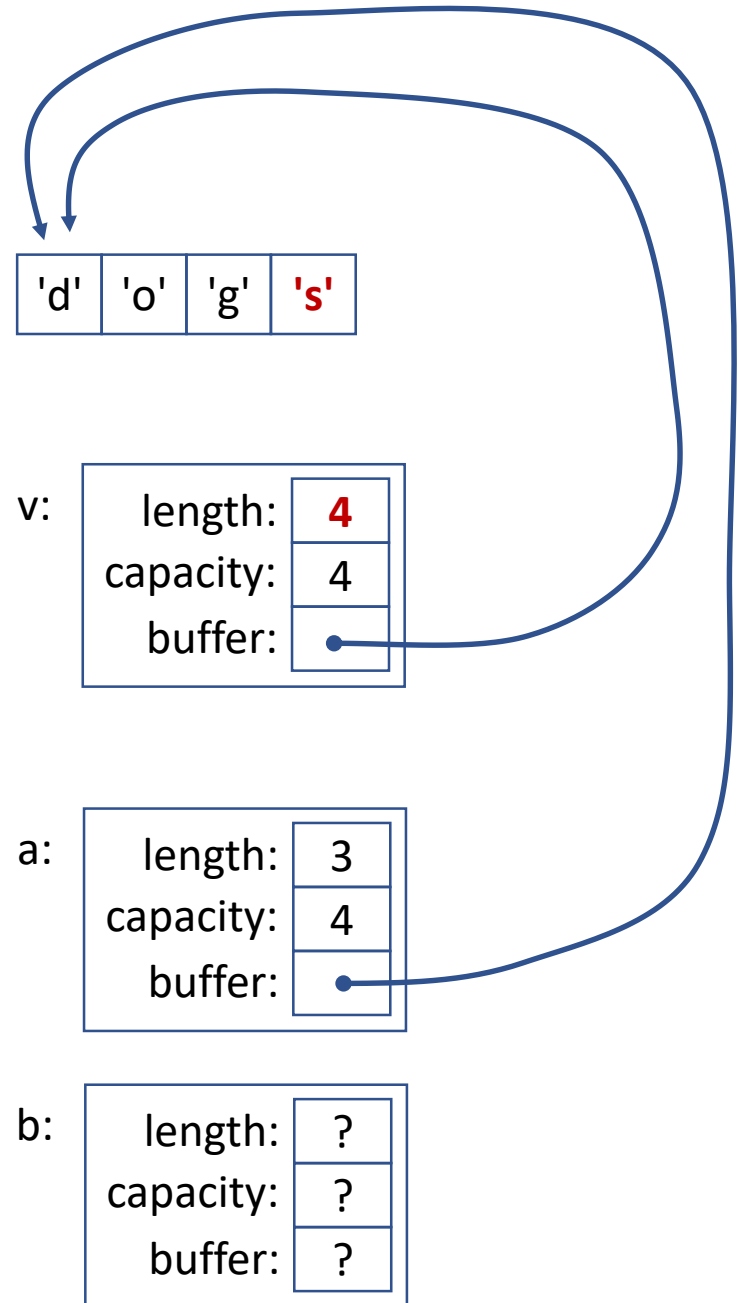 'd' 'o' 'g' 's'
v:
length: 4
capacity: 4
buffer:
a:
length: 3
capacity: 4
buffer:
b:
length: ?
capacity: ?
buffer: ?